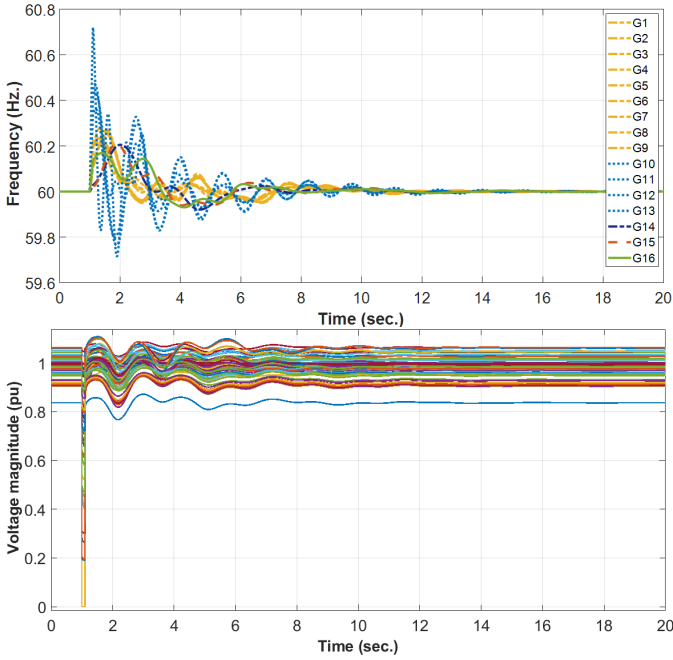 60.8
60.6
60.4
60.2
60
59.8
59.6
Frequency (Hz.)
0 2 4 6 8 10 12 14 16 18 20
Time (sec.)
G1
G2
G3
G4
G5
G6
G7
G8
G9
G10
G11
G12
G13
G14
G15
G16
1
0.8
0.6
0.4
0.2
0
Voltage magnitude (pu)
0 2 4 6 8 10 12 14 16 18 20
Time (sec.)